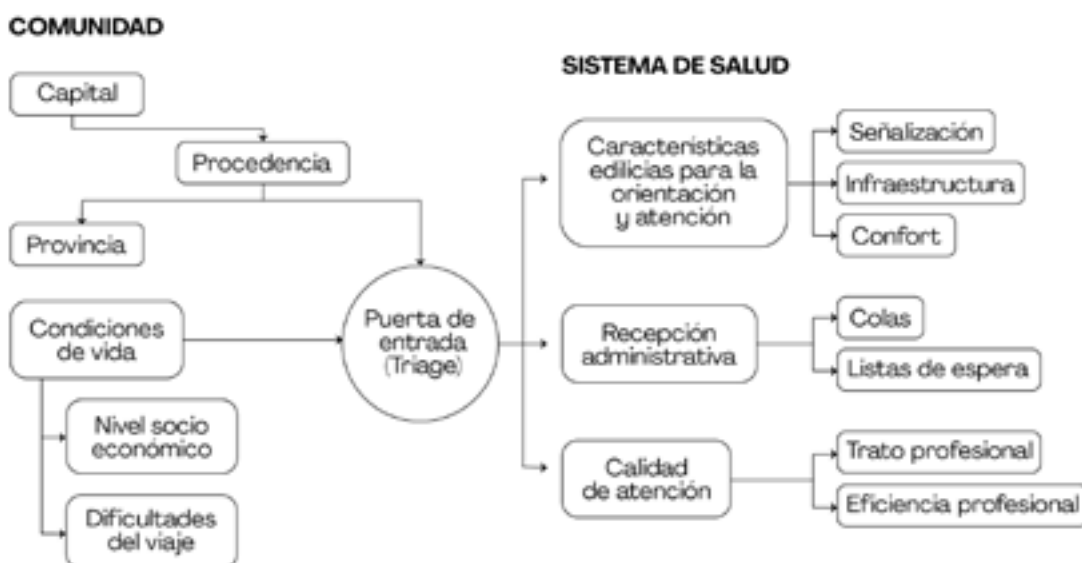 COMUNIDAD
Capital
Procedencia
Provincia
Condiciones
de vida
Nivel socio
económico
Dificultades
del viaje
Puerta de
entrada
(Triage)
SISTEMA DE SALUD
Características
edilicias para la
orientación
y atención
Señalización
Infraestructura
Confort
Recepción
administrativa
Colas
Listas de espera
Calidad
de atención
Trato profesional
Eficiencia profesional